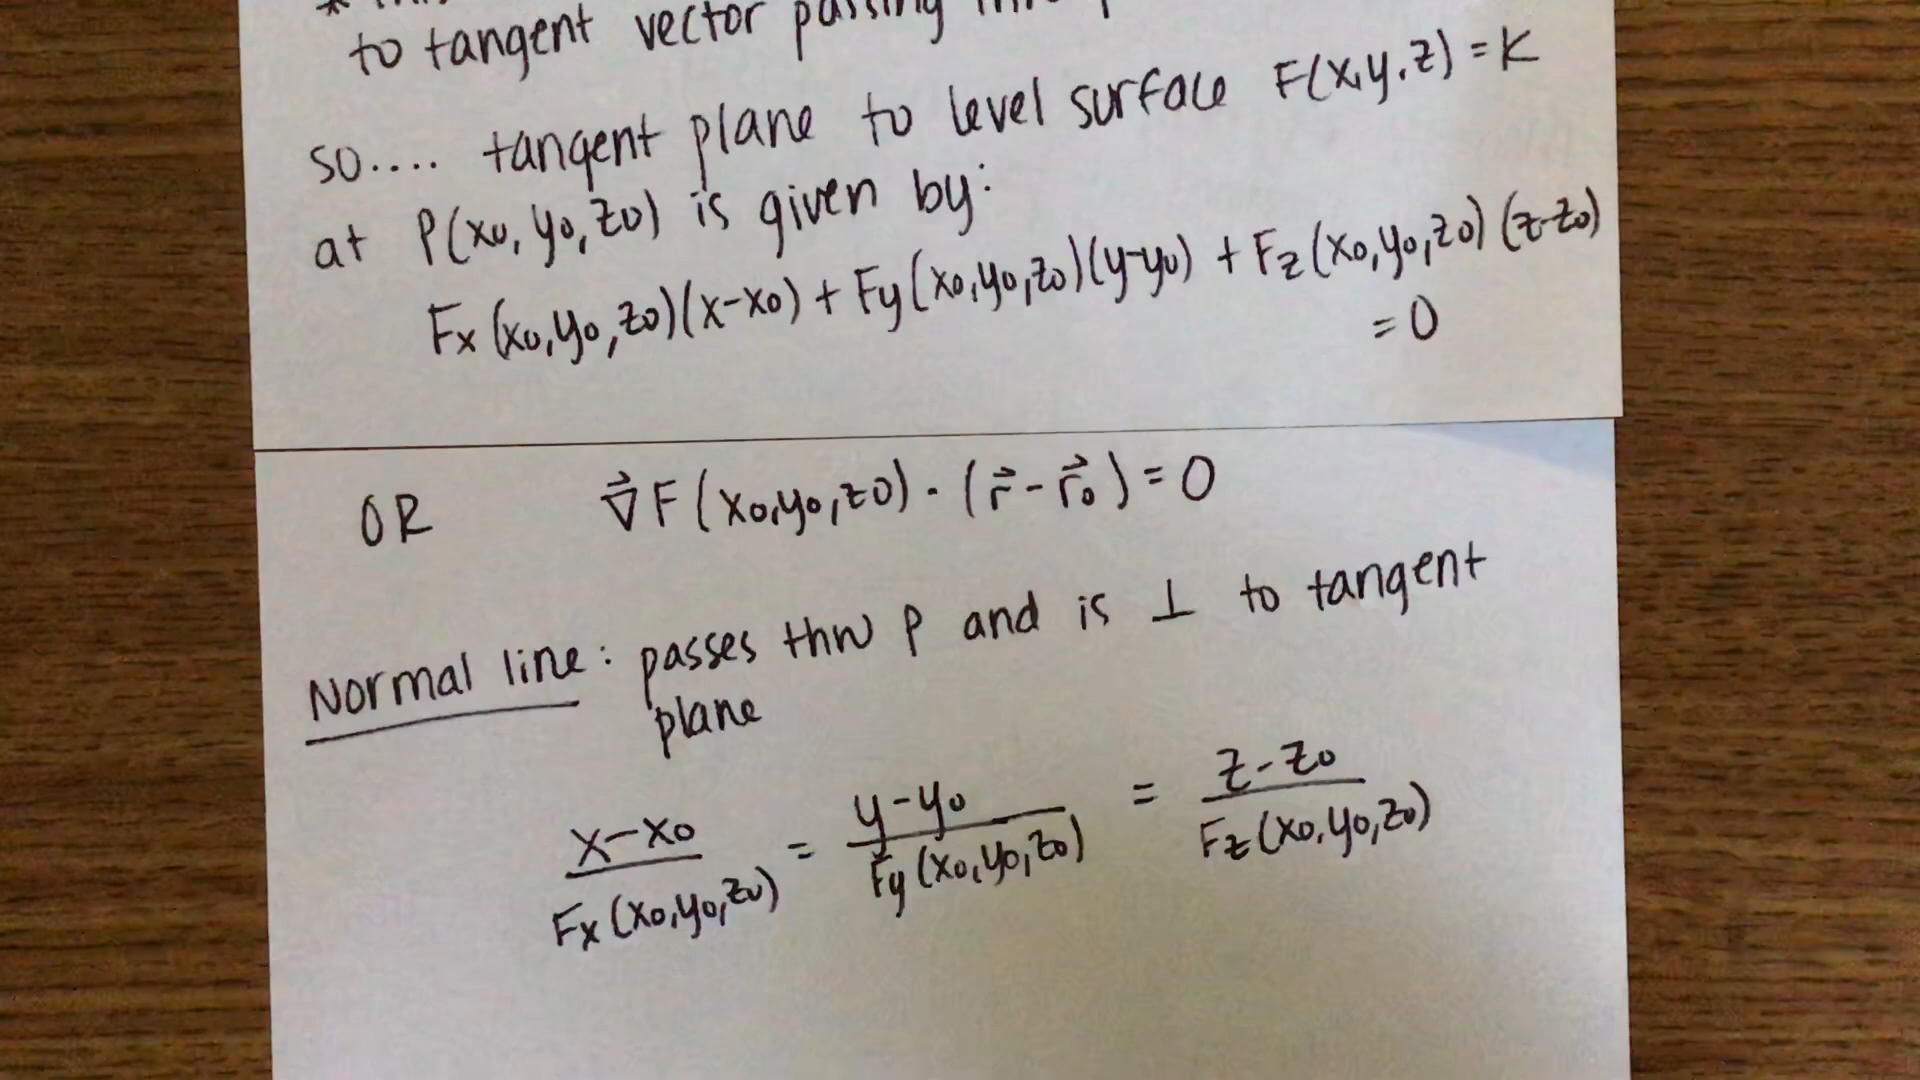 to tangent vector passing
so.... tangent plane to level surface F(x,y,z) = K
at P(x0, y0, z0) is given by:
Fx (x0, y0, z0)(x-x0) + Fy (x0, y0, z0)(y-y0) + Fz (x0, y0, z0) (z-z0)
= 0
OR ∇⃗F (x0, y0, z0) · (r⃗ - r⃗0) = 0
Normal line: passes thru P and is ⊥ to tangent
plane
x-x0 / Fx (x0, y0, z0) = y-y0 / Fy (x0, y0, z0) = z-z0 / Fz (x0, y0, z0)